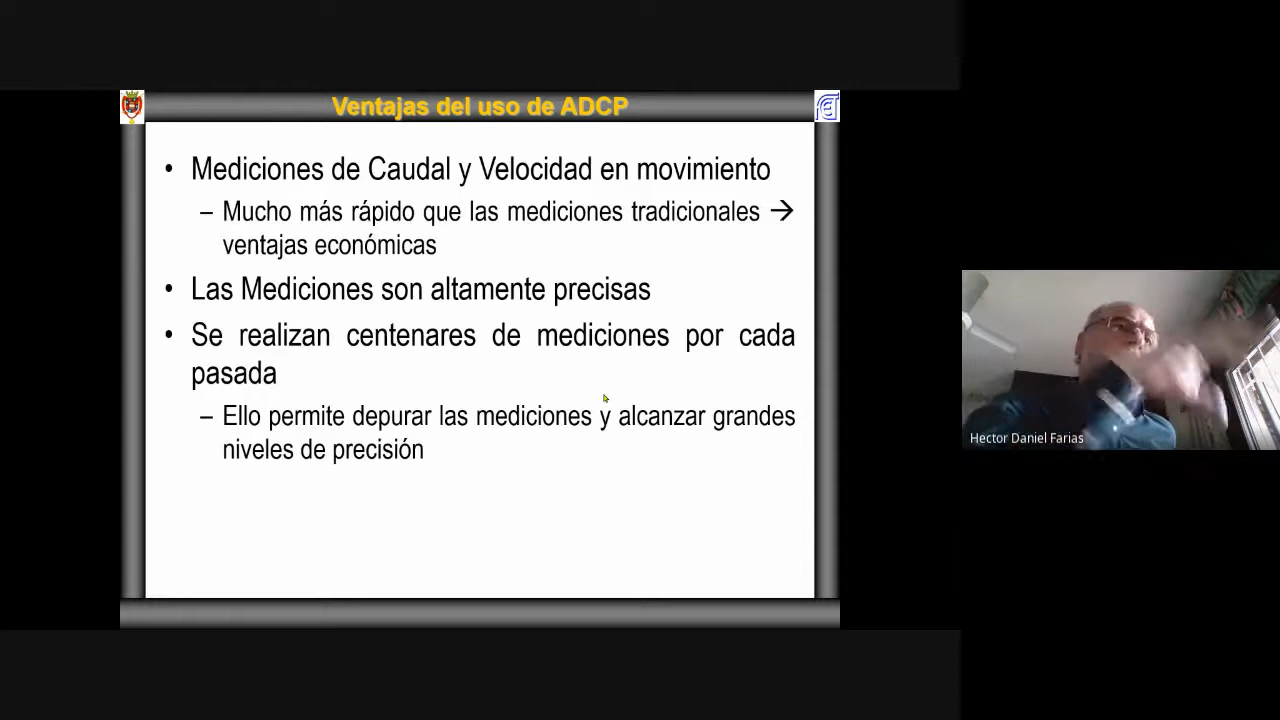 Ventajas del uso de ADCP
• Mediciones de Caudal y Velocidad en movimiento
– Mucho más rápido que las mediciones tradicionales →
ventajas económicas
• Las Mediciones son altamente precisas
• Se realizan centenares de mediciones por cada
pasada
– Ello permite depurar las mediciones y alcanzar grandes
niveles de precisión
Hector Daniel Farias